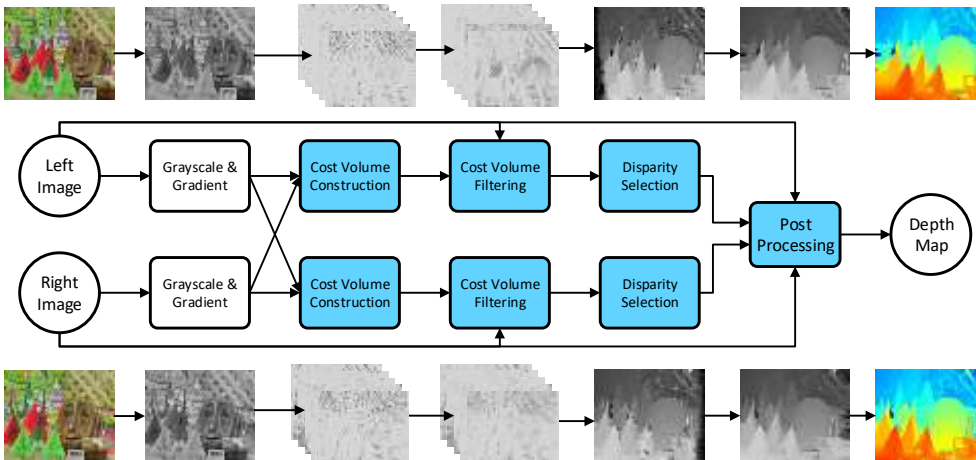 Left
Image
Grayscale &
Gradient
Cost Volume
Construction
Cost Volume
Filtering
Disparity
Selection
Post
Processing
Depth
Map
Right
Image
Grayscale &
Gradient
Cost Volume
Construction
Cost Volume
Filtering
Disparity
Selection